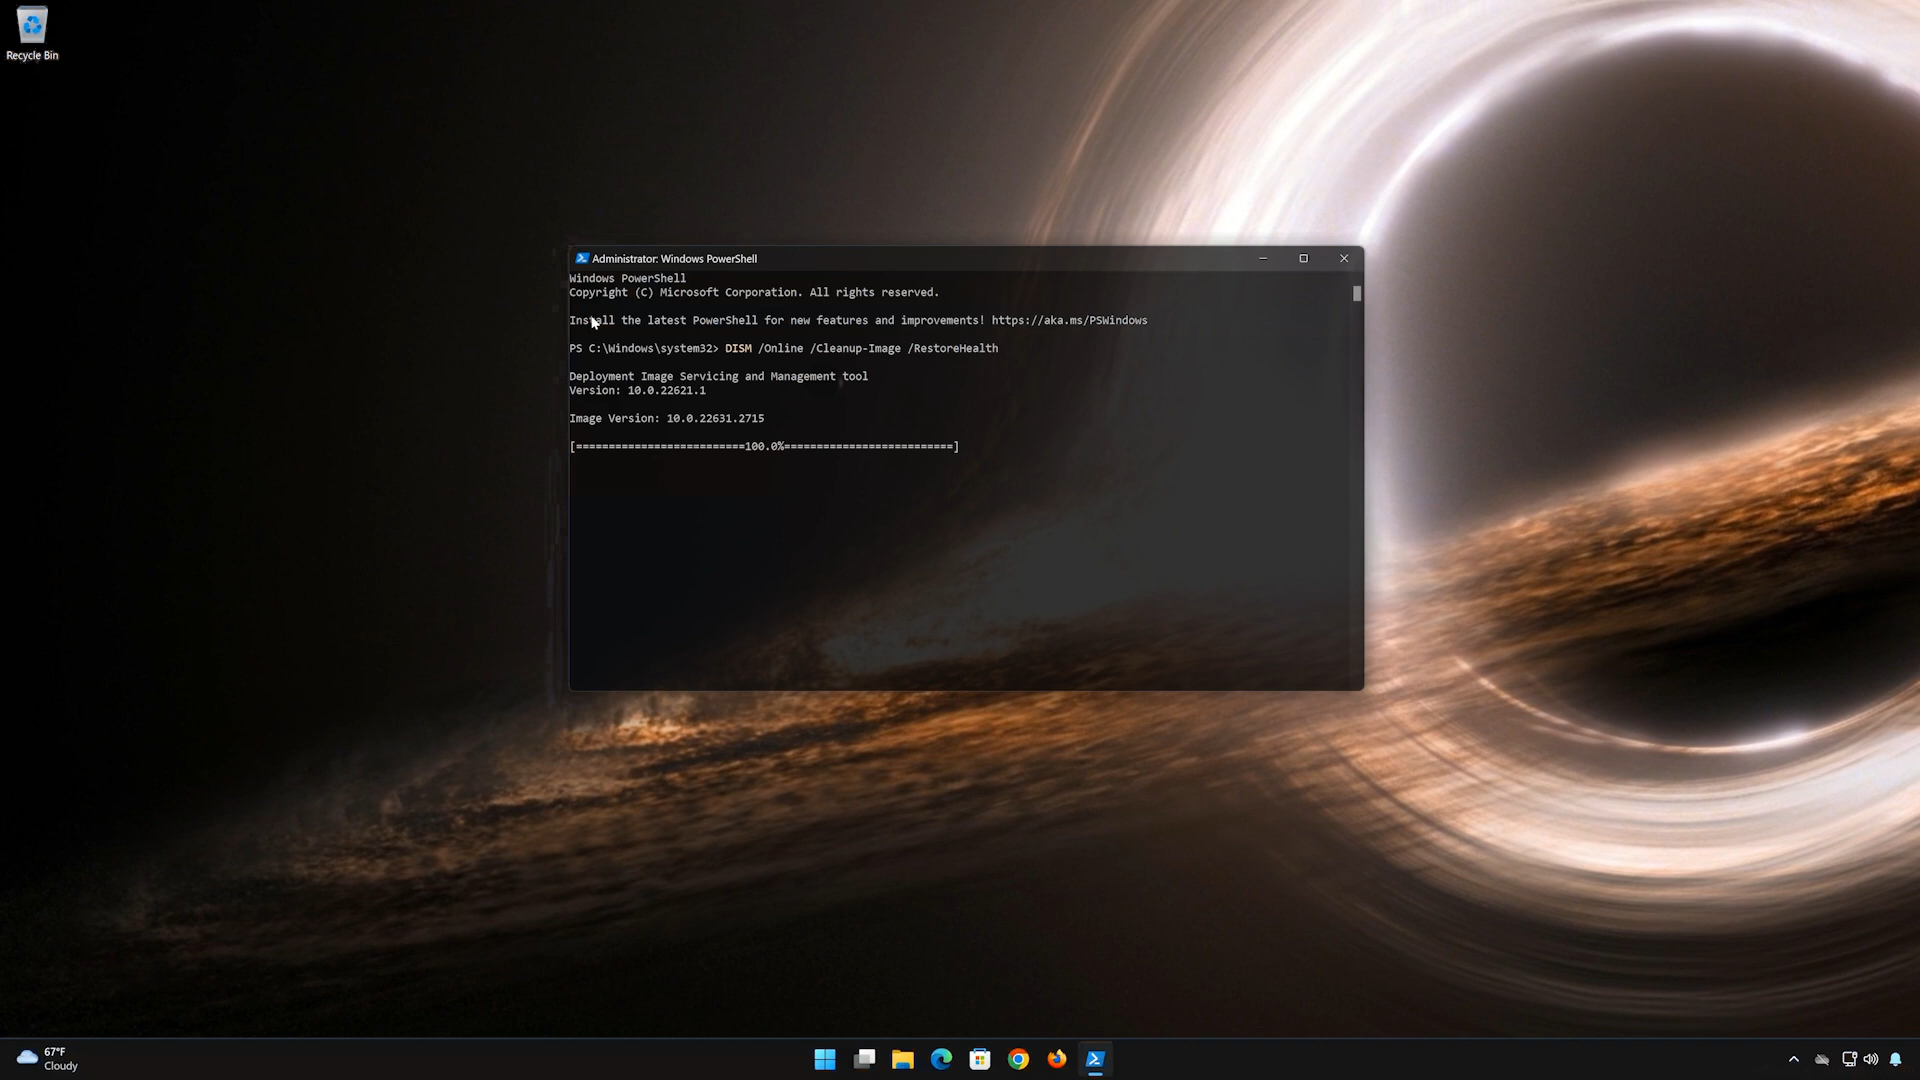 Recycle Bin
Administrator: Windows PowerShell
Windows PowerShell
Copyright (C) Microsoft Corporation. All rights reserved.
Install the latest PowerShell for new features and improvements! https://aka.ms/PSWindows
PS C:\Windows\system32> DISM /Online /Cleanup-Image /RestoreHealth
Deployment Image Servicing and Management tool
Version: 10.0.22621.1
Image Version: 10.0.22631.2715
[==========================100.0%==========================]
67°F
Cloudy